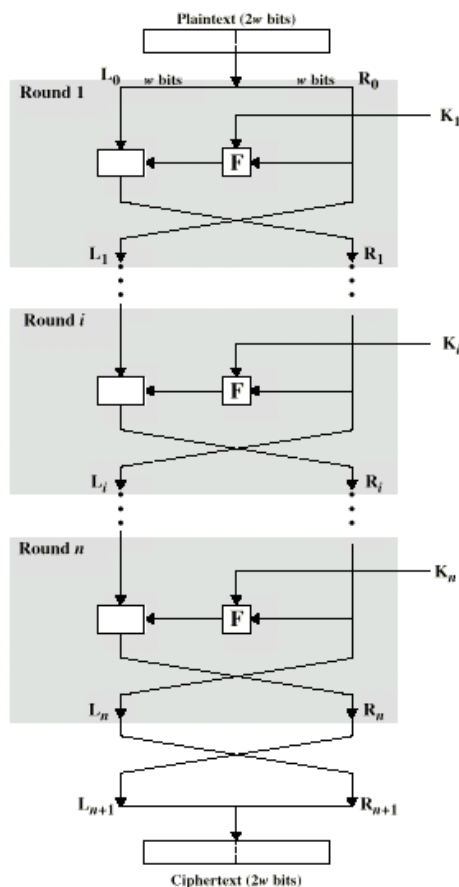 Plaintext (2w bits)
L0 w bits w bits R0
Round 1
K1
F
L1 R1
Round i
Ki
F
Li Ri
Round n
Kn
F
Ln Rn
Ln+1 Rn+1
Ciphertext (2w bits)